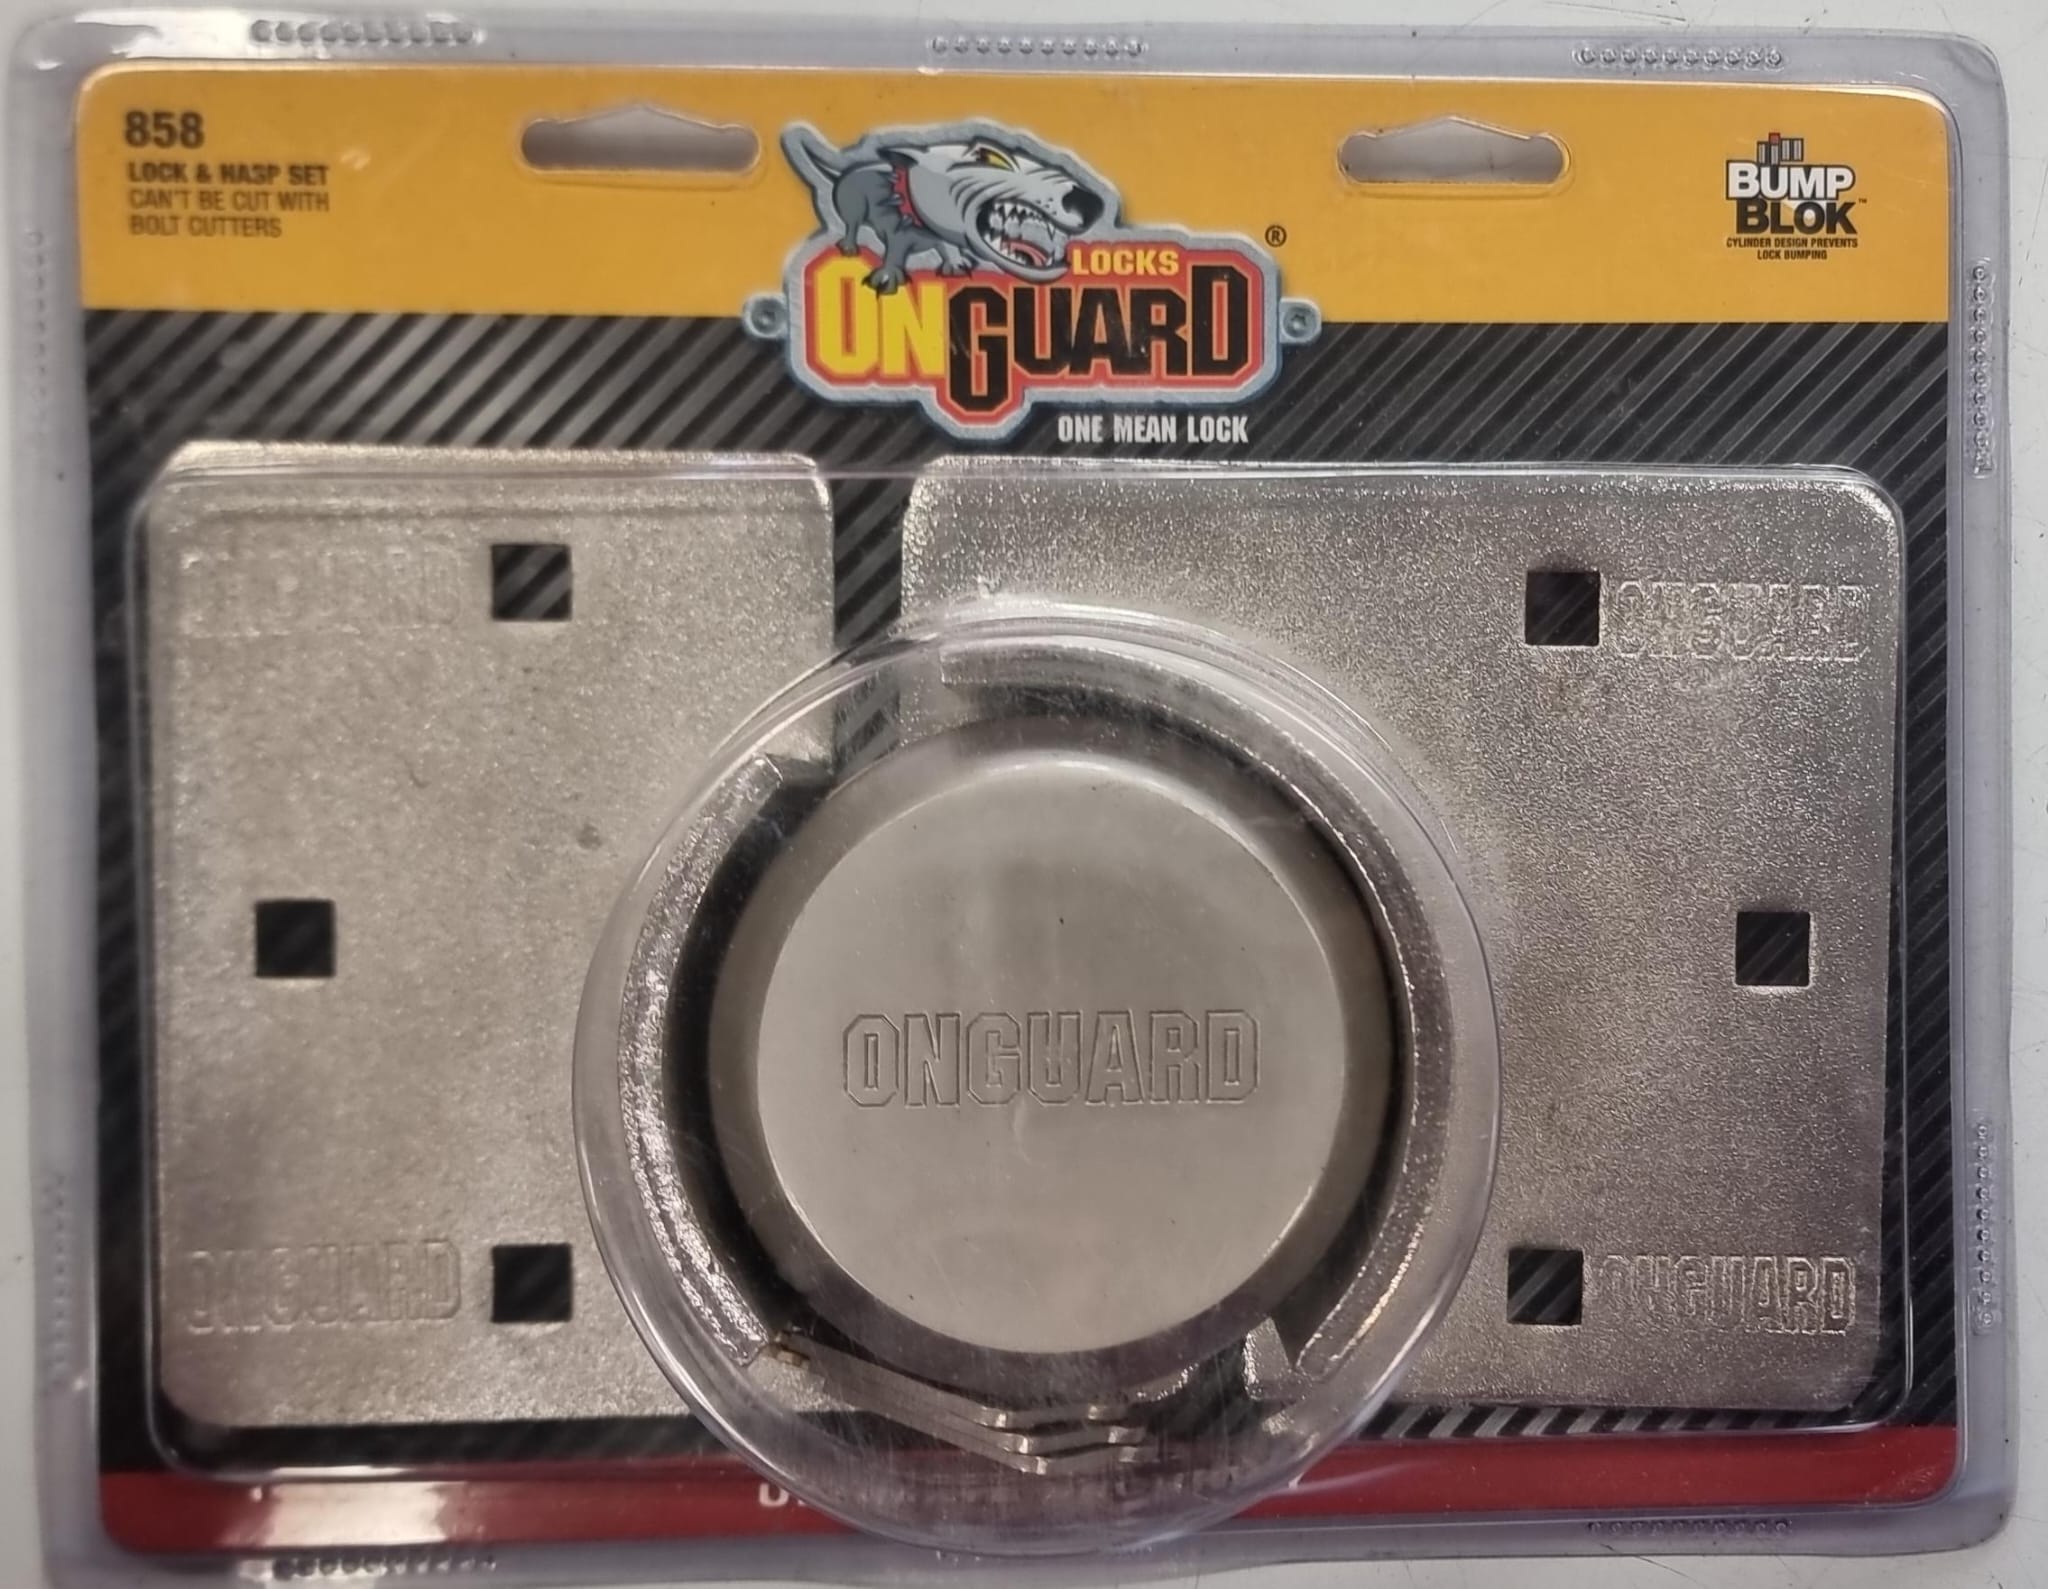 858
LOCK & HASP SET
CAN'T BE CUT WITH
BOLT CUTTERS
LOCKS
ONGUARD
®
ONE MEAN LOCK
BUMP
BLOK™
CYLINDER DESIGN PREVENTS
LOCK BUMPING
ONGUARD
ONGUARD
ONGUARD
ONGUARD
ONGUARD